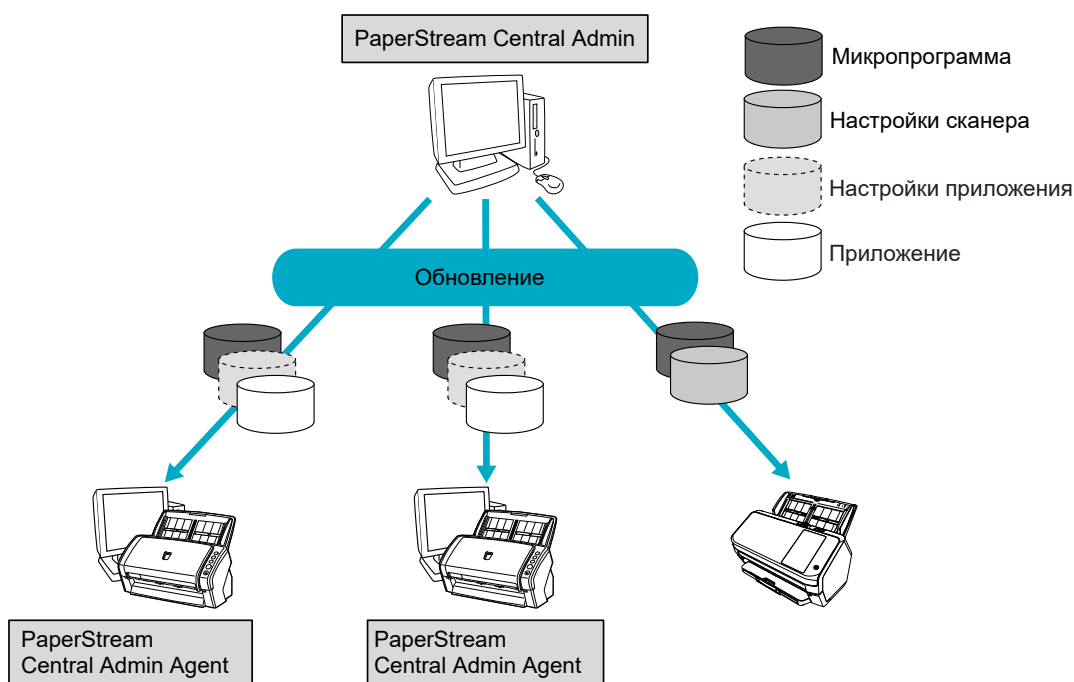 PaperStream Central Admin
Микропрограмма
Настройки сканера
Настройки приложения
Приложение
Обновление
PaperStream
Central Admin Agent
PaperStream
Central Admin Agent